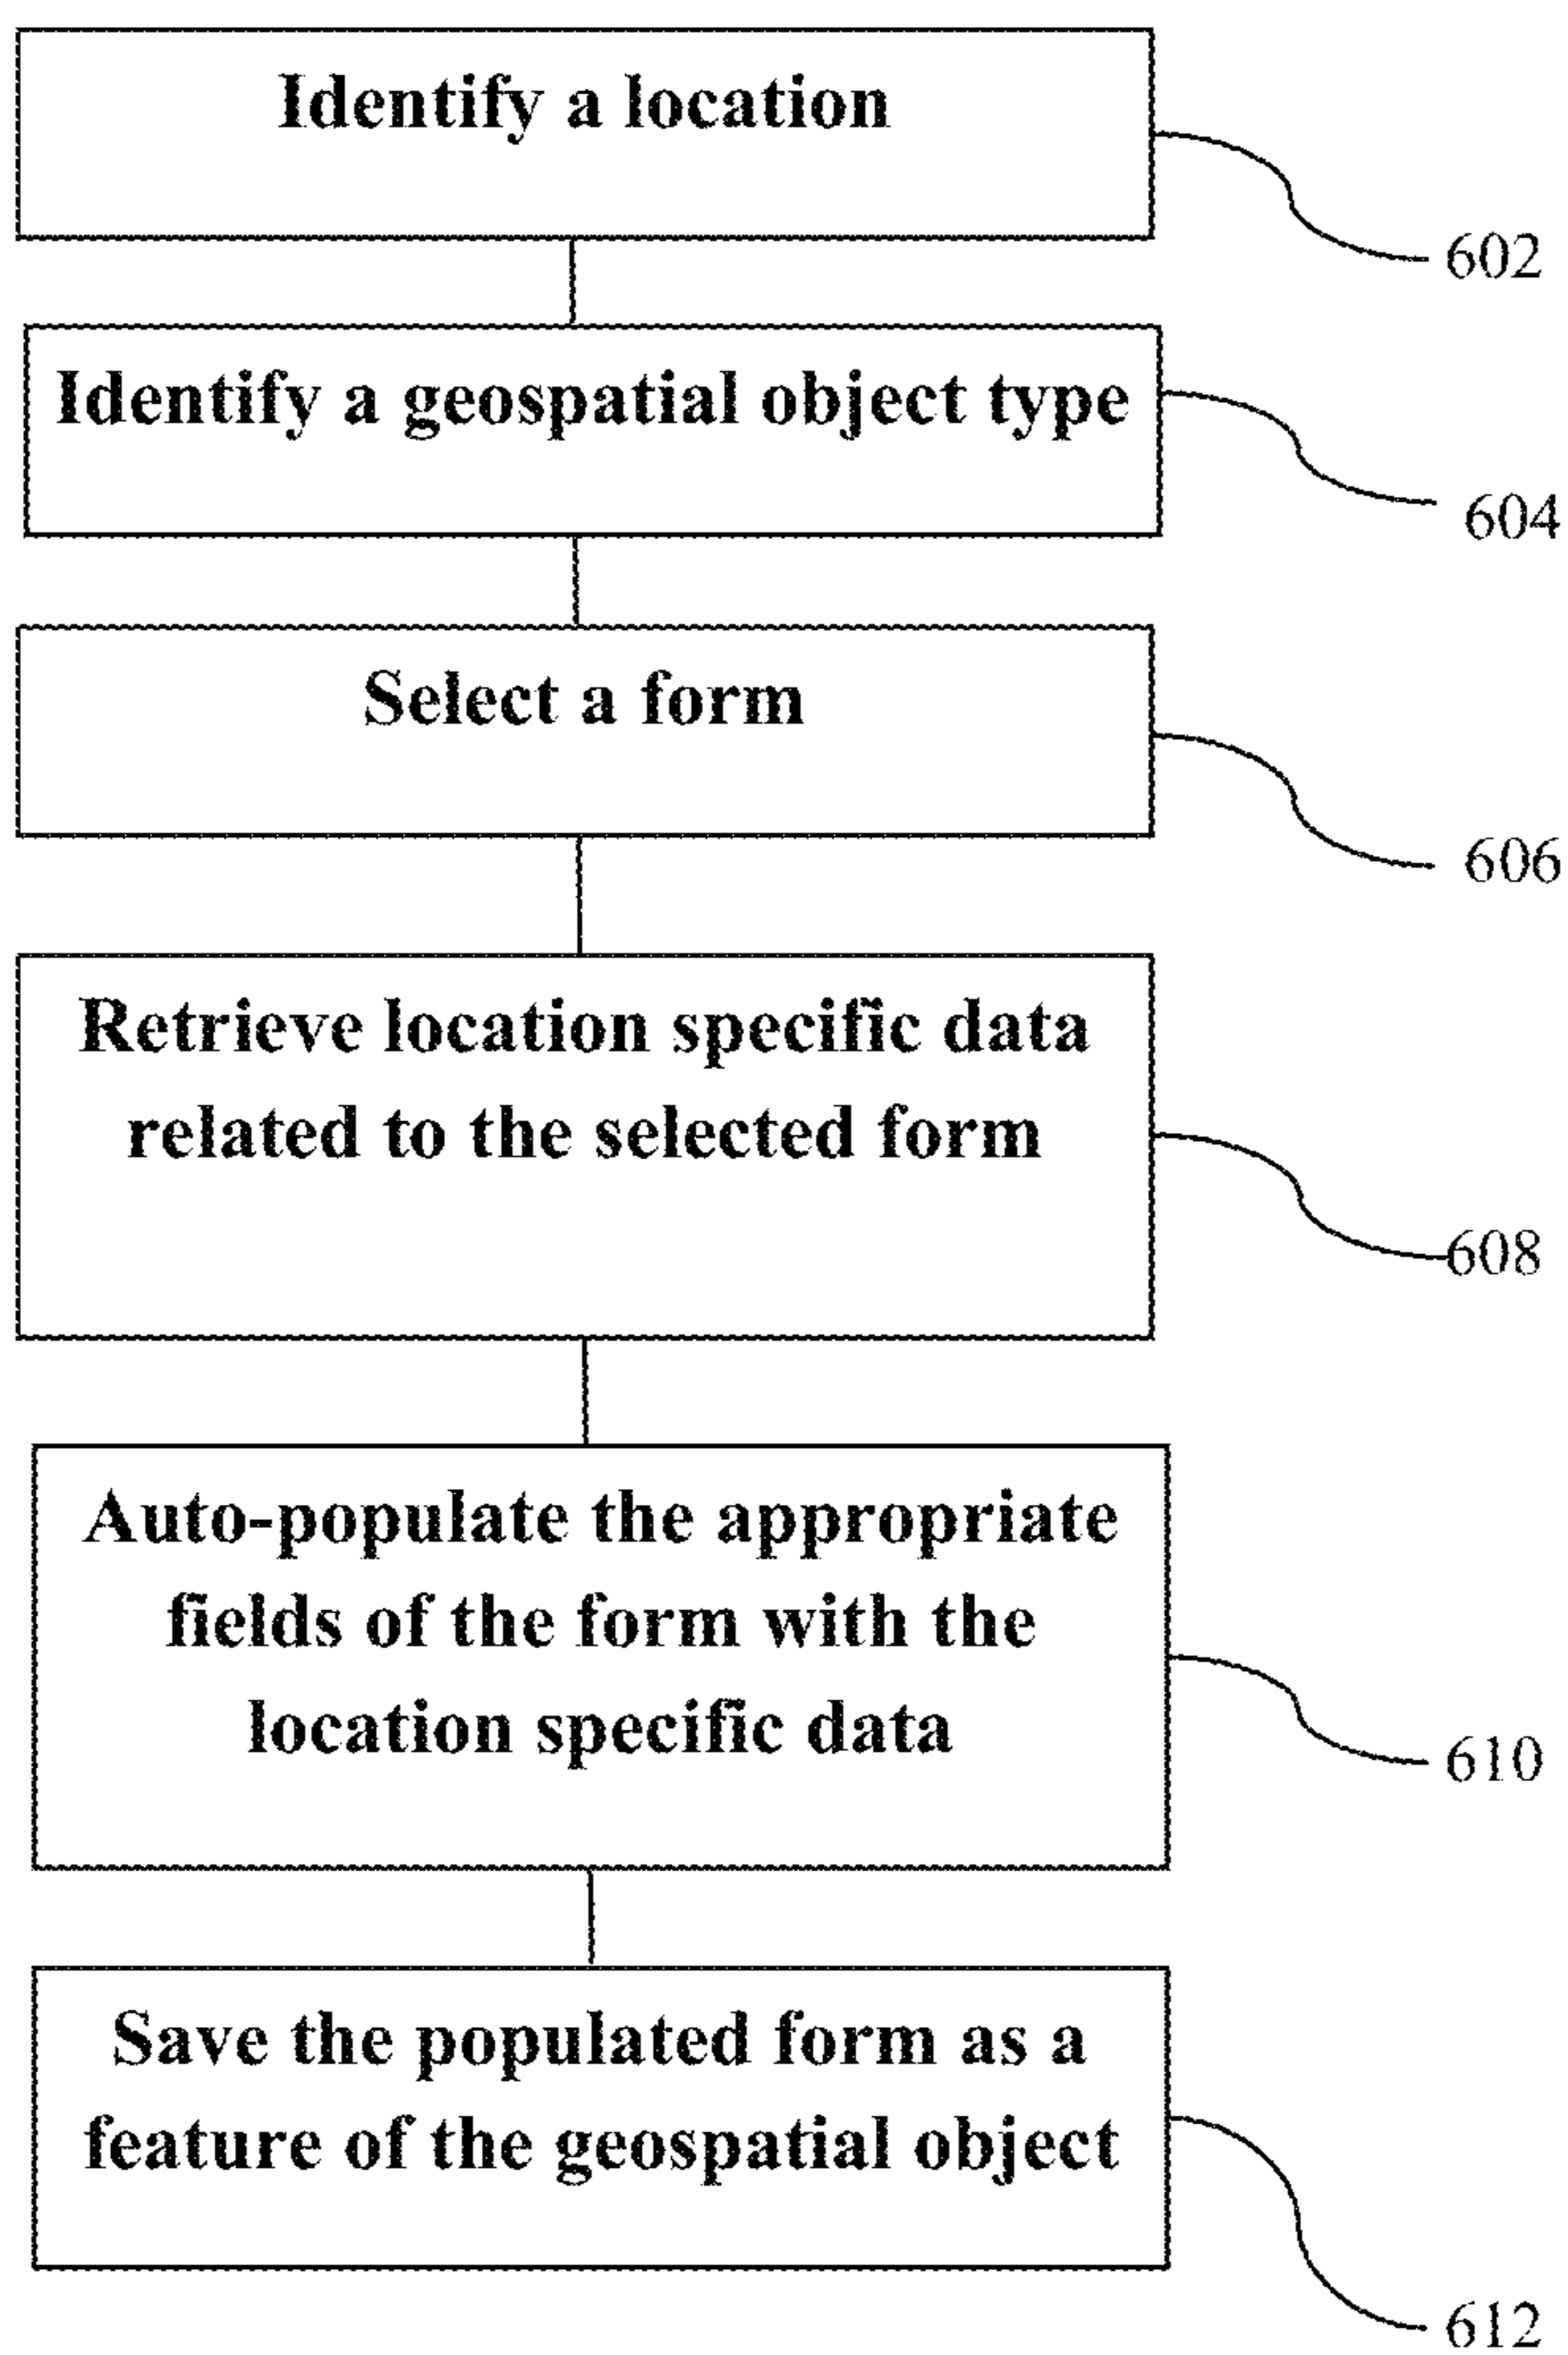 Identify a location
602
Identify a geospatial object type
604
Select a form
606
Retrieve location specific data
related to the selected form
608
Auto-populate the appropriate
fields of the form with the
location specific data
610
Save the populated form as a
feature of the geospatial object
612